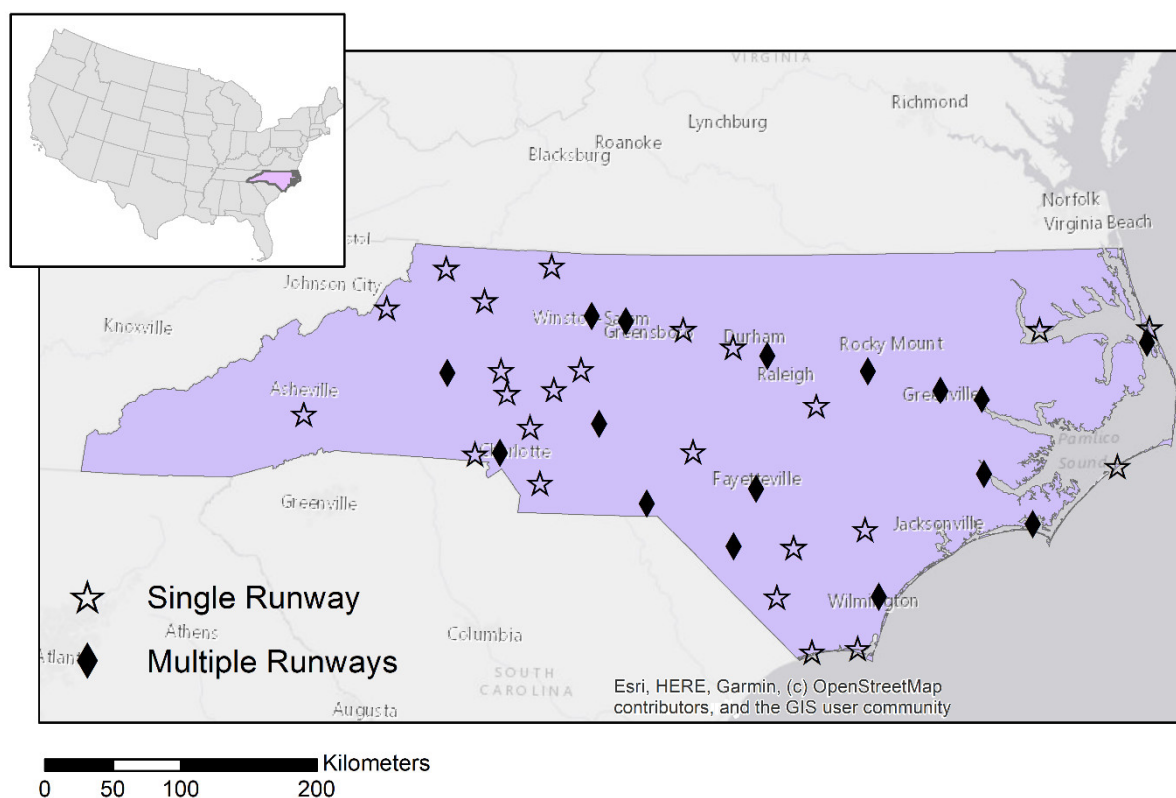 VIRGINIA
Richmond
Lynchburg
Roanoke
Blacksburg
Norfolk
Virginia Beach
stol
Johnson City
Knoxville
Winston-Salem
Greensboro
Durham
Rocky Mount
Raleigh
Asheville
Greenville
Pamlico
Sound
Charlotte
Fayetteville
Greenville
Jacksonville
Single Runway
Wilmington
Athens
Columbia
Atlant
Multiple Runways
SOUTH
CAROLINA
Esri, HERE, Garmin, (c) OpenStreetMap
contributors, and the GIS user community
Augusta
Kilometers
0 50 100 200